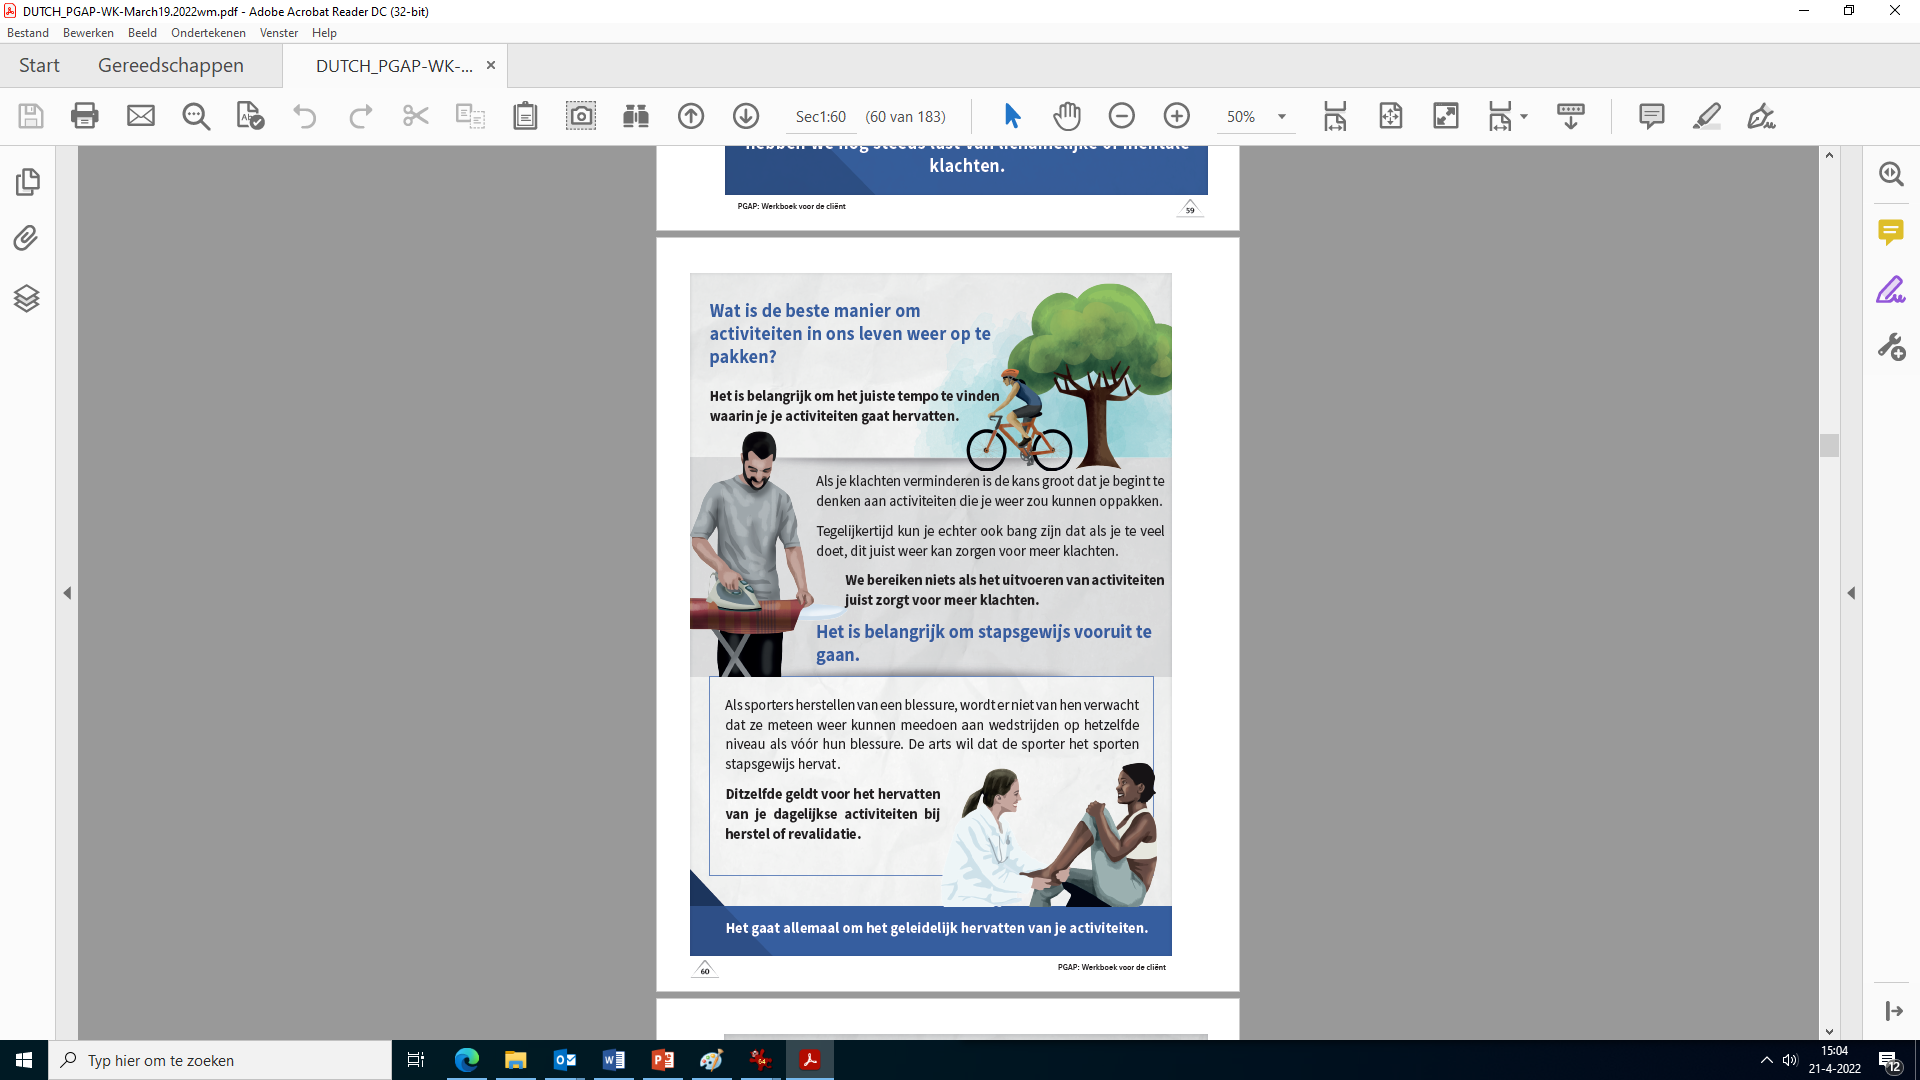 DUTCH_PGAP-WK-March19.2022wm.pdf - Adobe Acrobat Reader DC (32-bit)
Bestand Bewerken Beeld Ondertekenen Venster Help
Start Gereedschappen DUTCH_PGAP-WK-...
Sec1:60 (60 van 183) 50%
hebben we nog steeds last van lichamelijke of mentale
klachten.
PGAP: Werkboek voor de cliënt 59
Wat is de beste manier om
activiteiten in ons leven weer op te
pakken?
Het is belangrijk om het juiste tempo te vinden
waarin je je activiteiten gaat hervatten.
Als je klachten verminderen is de kans groot dat je begint te
denken aan activiteiten die je weer zou kunnen oppakken.
Tegelijkertijd kun je echter ook bang zijn dat als je te veel
doet, dit juist weer kan zorgen voor meer klachten.
We bereiken niets als het uitvoeren van activiteiten
juist zorgt voor meer klachten.
Het is belangrijk om stapsgewijs vooruit te
gaan.
Als sporters herstellen van een blessure, wordt er niet van hen verwacht
dat ze meteen weer kunnen meedoen aan wedstrijden op hetzelfde
niveau als vóór hun blessure. De arts wil dat de sporter het sporten
stapsgewijs hervat.
Ditzelfde geldt voor het hervatten
van je dagelijkse activiteiten bij
herstel of revalidatie.
Het gaat allemaal om het geleidelijk hervatten van je activiteiten.
60 PGAP: Werkboek voor de cliënt
Typ hier om te zoeken
15:04
21-4-2022
12